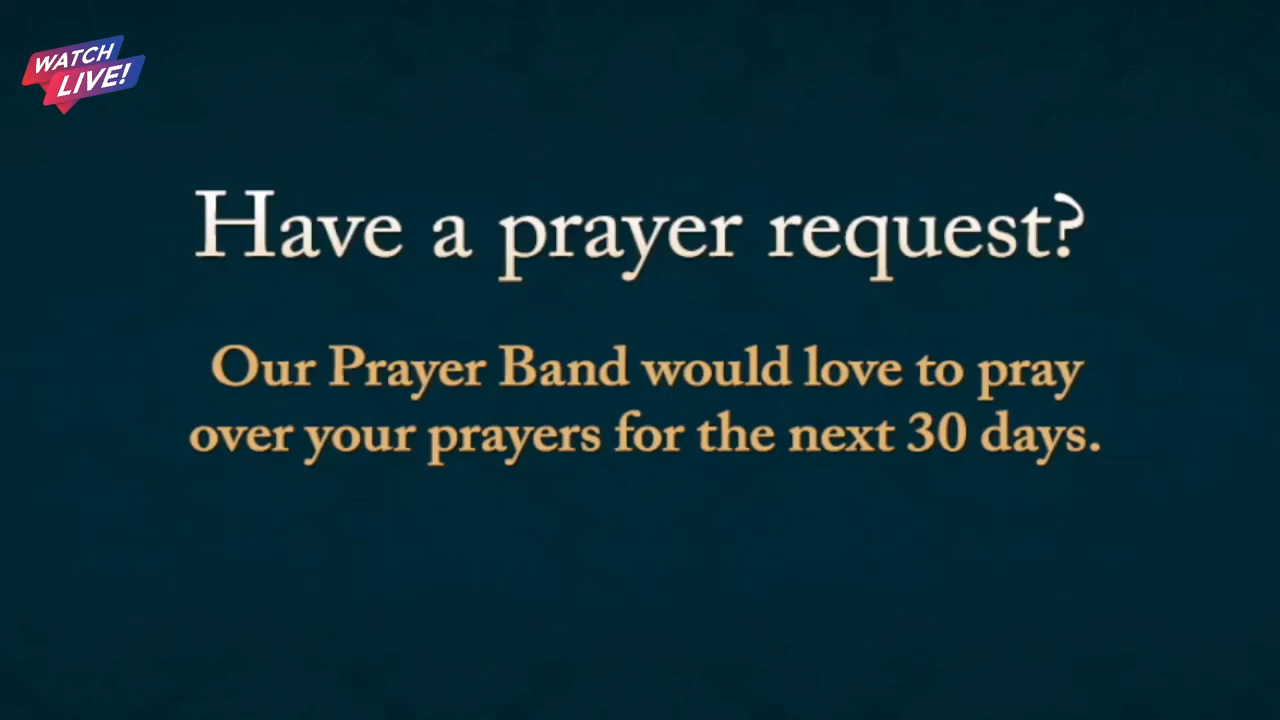 WATCH
LIVE!
Have a prayer request?
Our Prayer Band would love to pray
over your prayers for the next 30 days.